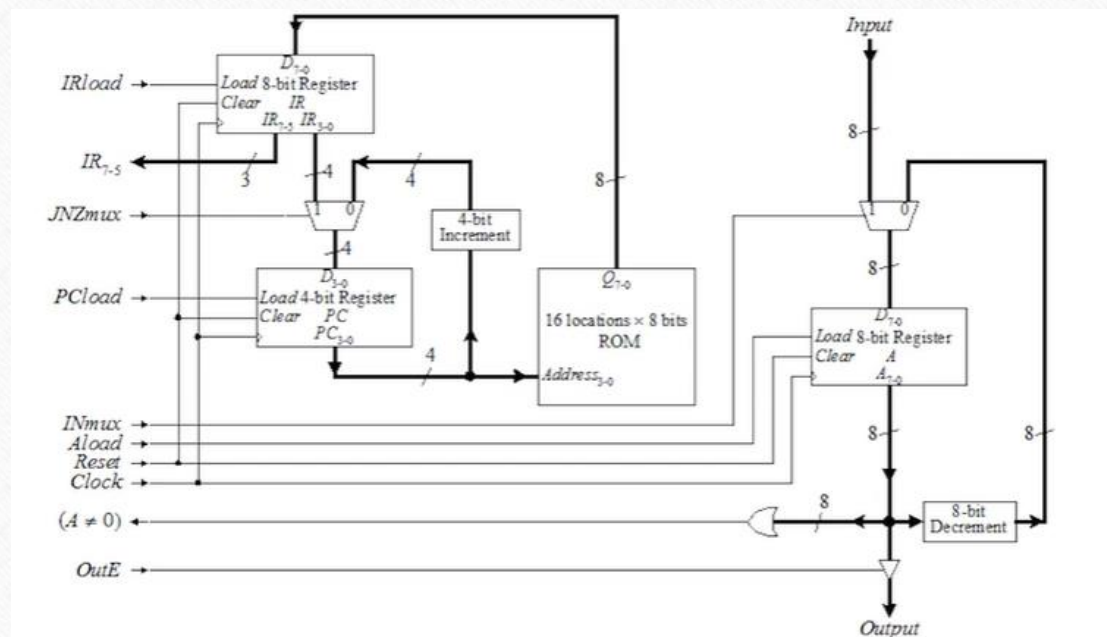 Input
D7-0
IRload
Load 8-bit Register
Clear IR
IR7-5 IR3-0
8
IR7-5
3
4
4
8
JNZmux
1 0
4-bit
Increment
1 0
4
8
D3-0
Q7-0
PCload
Load 4-bit Register
Clear PC
PC3-0
16 locations × 8 bits
ROM
D7-0
Load 8-bit Register
Clear A
A7-0
4
Address3-0
INmux
Aload
Reset
Clock
8
8
(A ≠ 0)
8
8-bit
Decrement
OutE
Output